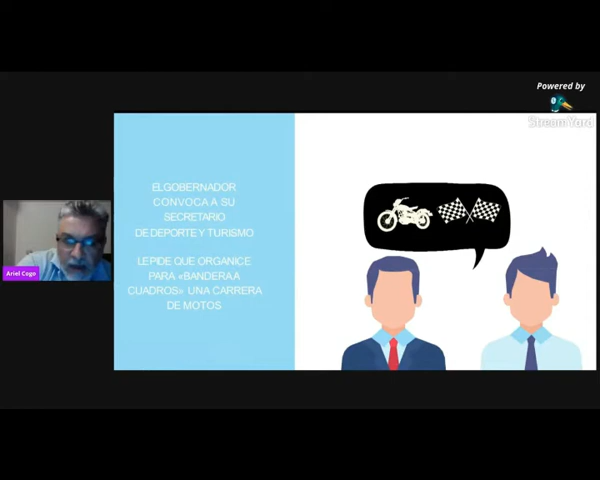 Powered by
StreamYard
ELGOBERNADOR
CONVOCA A SU
SECRETARIO
DE DEPORTE Y TURISMO
LE PIDE QUE ORGANICE
PARA «BANDERA A
CUADROS» UNA CARRERA
DE MOTOS
Ariel Cogo